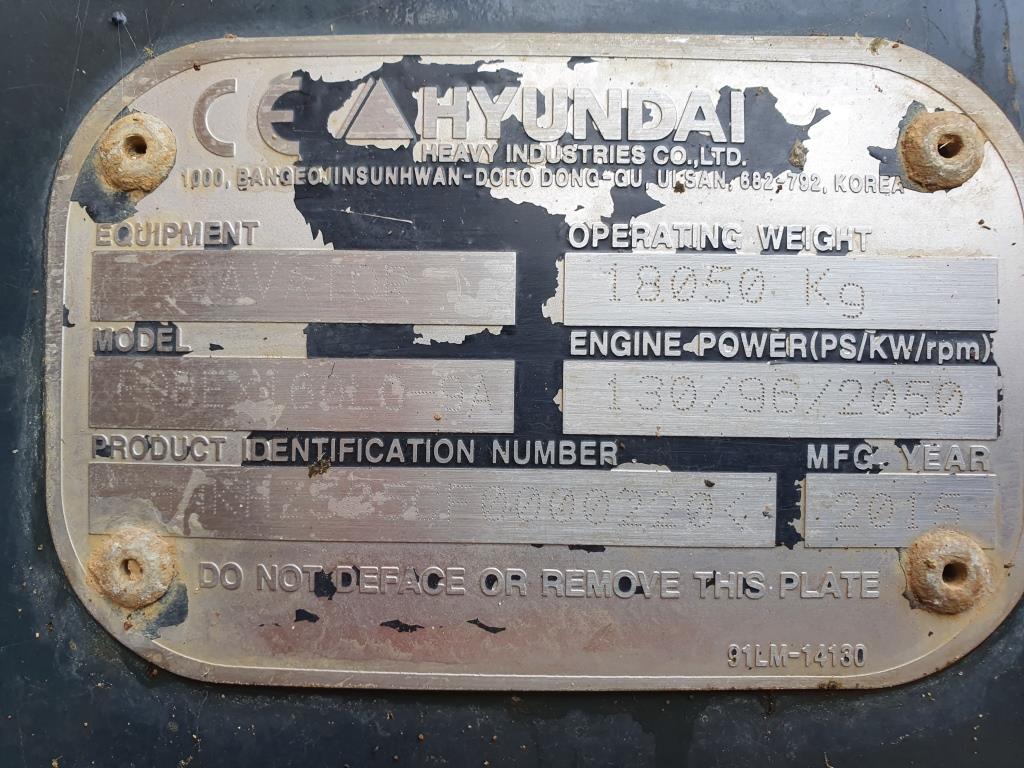 CE HYUNDAI
HEAVY INDUSTRIES CO.,LTD.
1000, BANGEOJINSUNHWAN-DORO DONG-GU, ULSAN, 682-792, KOREA
EQUIPMENT
OPERATING WEIGHT
18050 Kg
MODEL
ENGINE POWER(PS/KW/rpm)
130/96/2050
PRODUCT IDENTIFICATION NUMBER
MFG. YEAR
2015
DO NOT DEFACE OR REMOVE THIS PLATE
91LM-14130